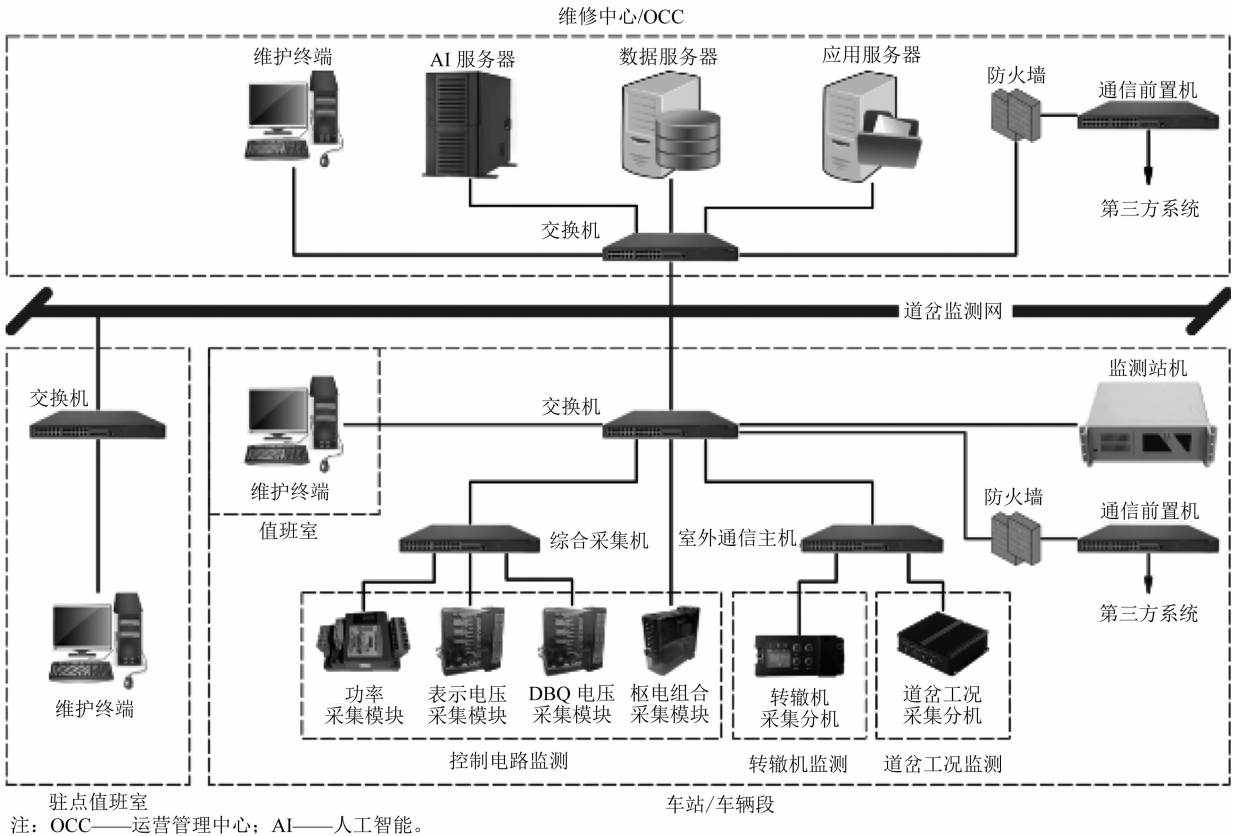 维修中心/OCC
维护终端
AI 服务器
数据服务器
应用服务器
防火墙
通信前置机
第三方系统
交换机
道岔监测网
交换机
维护终端
驻点值班室
维护终端
值班室
交换机
监测站机
防火墙
通信前置机
第三方系统
综合采集机
室外通信主机
功率
采集模块
表示电压
采集模块
DBQ 电压
采集模块
枢电组合
采集模块
转辙机
采集分机
道岔工况
采集分机
控制电路监测
转辙机监测
道岔工况监测
车站/车辆段
注：OCC——运营管理中心；AI——人工智能。